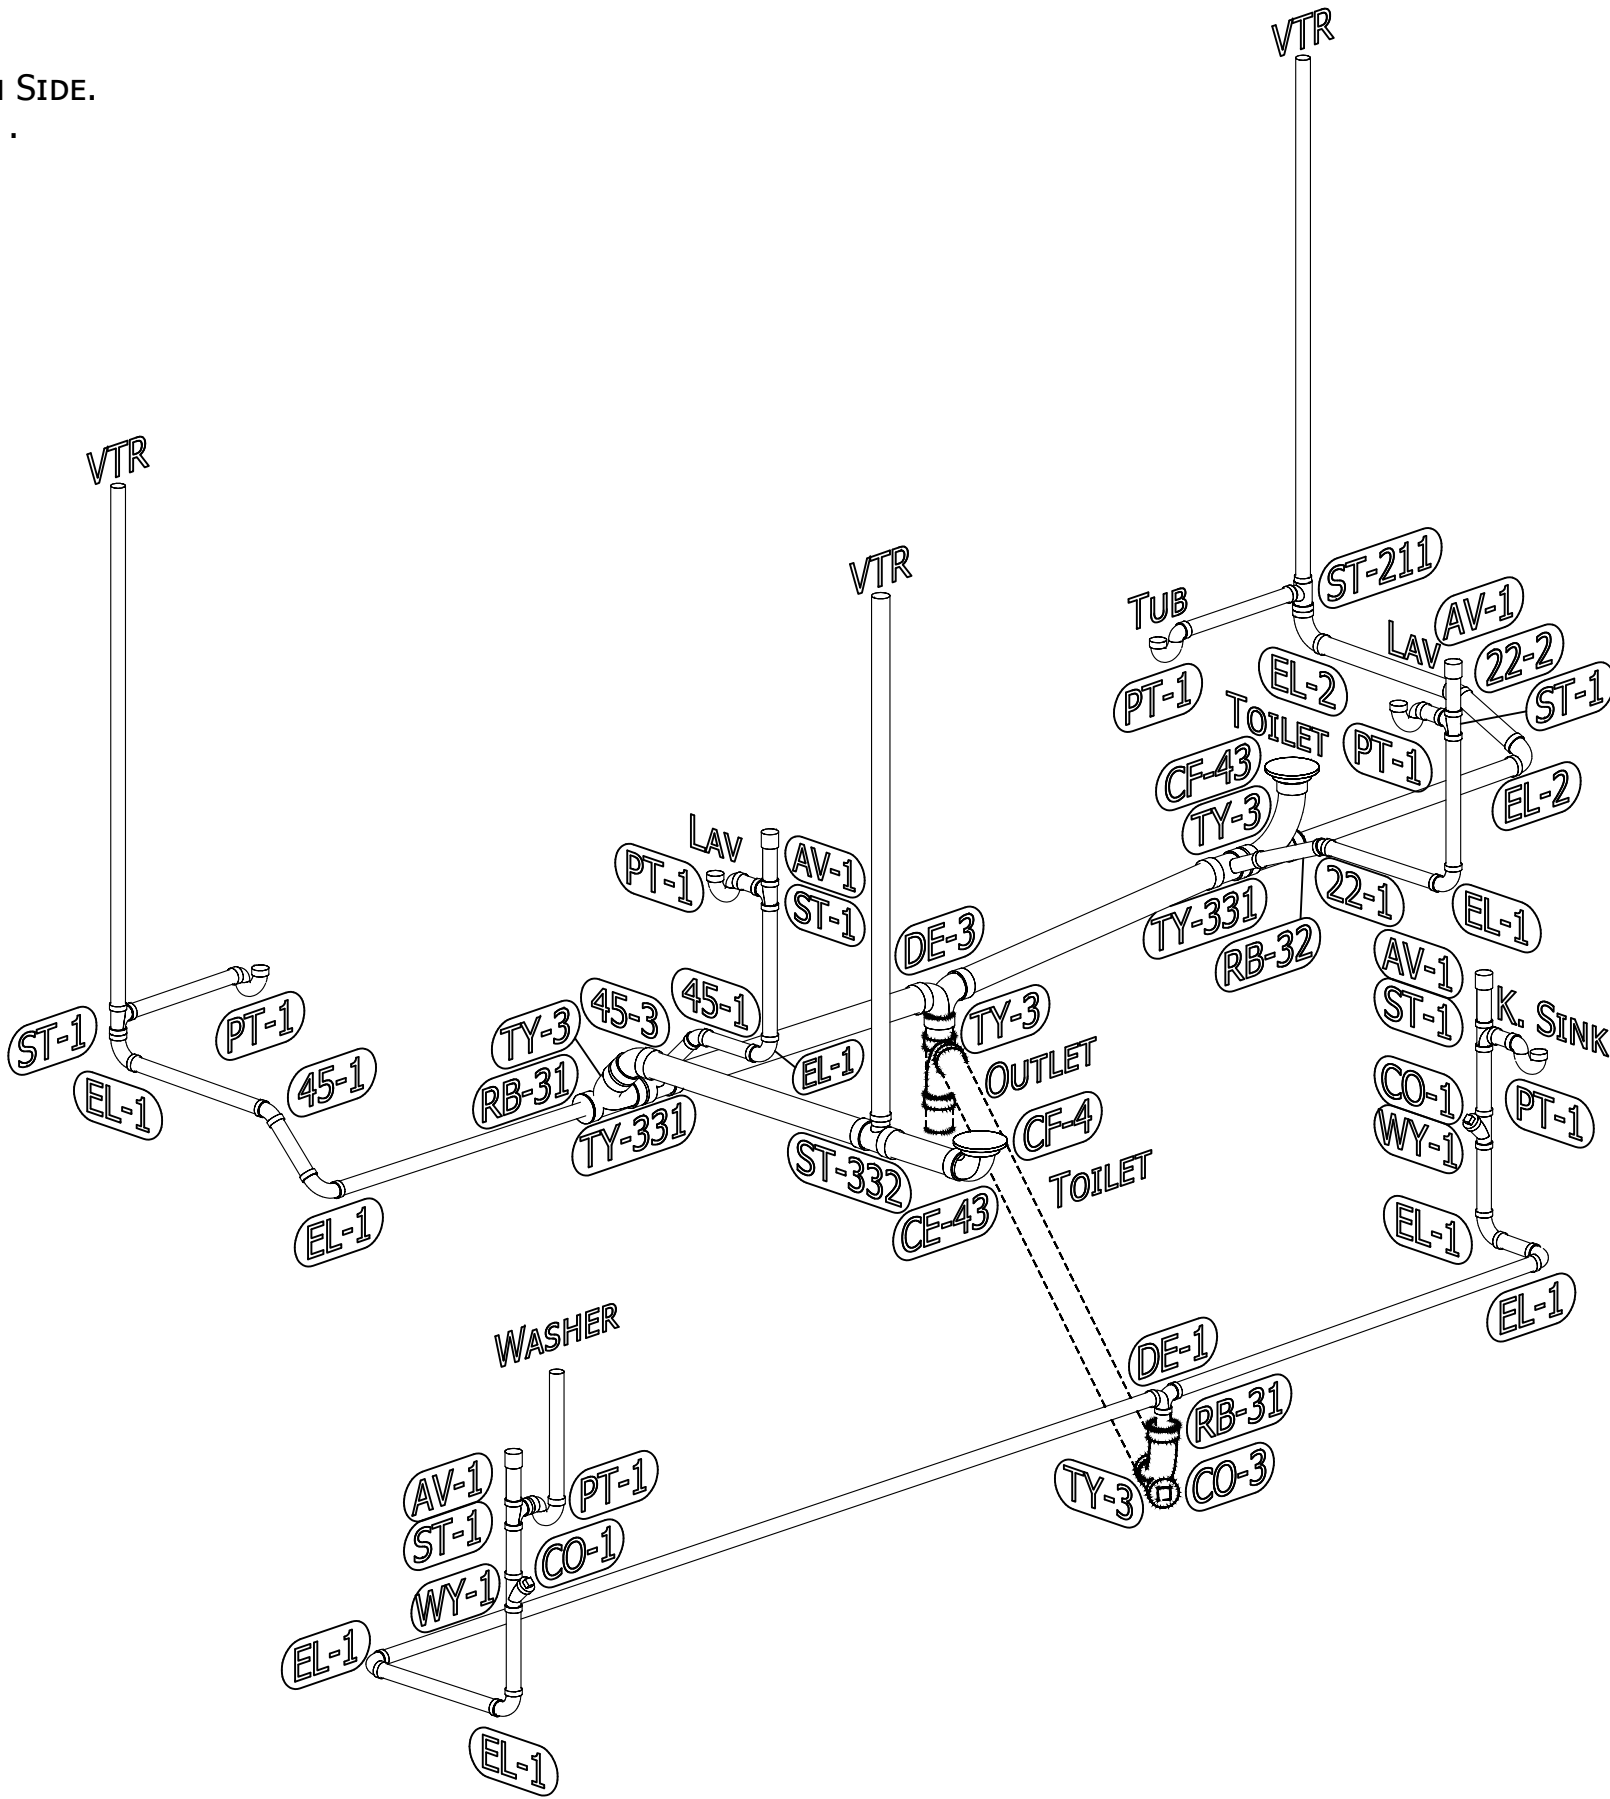 SIDE.
.
VTR
VTR
VTR
ST-211
TUB
AV-1
LAV
22-2
PT-1
EL-2
ST-1
TOILET
PT-1
CF-43
EL-2
TY-3
LAV
AV-1
PT-1
ST-1
22-1
TY-331
EL-1
DE-3
RB-32
AV-1
ST-1
K. SINK
45-3
45-1
TY-3
TY-3
PT-1
ST-1
EL-1
OUTLET
RB-31
45-1
EL-1
CO-1
PT-1
TY-331
CF-4
WY-1
ST-332
TOILET
CE-43
EL-1
EL-1
EL-1
WASHER
DE-1
RB-31
AV-1
PT-1
CO-3
TY-3
ST-1
CO-1
WY-1
EL-1
EL-1